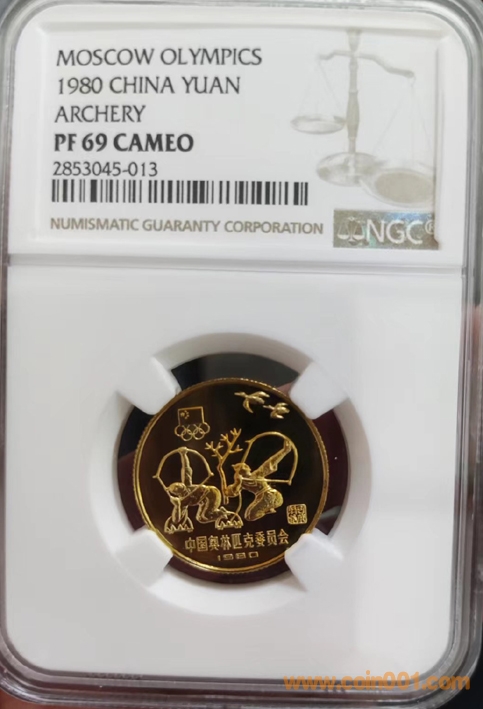 MOSCOW OLYMPICS
1980 CHINA YUAN
ARCHERY
PF 69 CAMEO
2853045-013
NUMISMATIC GUARANTY CORPORATION
NGC
中国奥林匹克委员会
1980
www.coin001.com